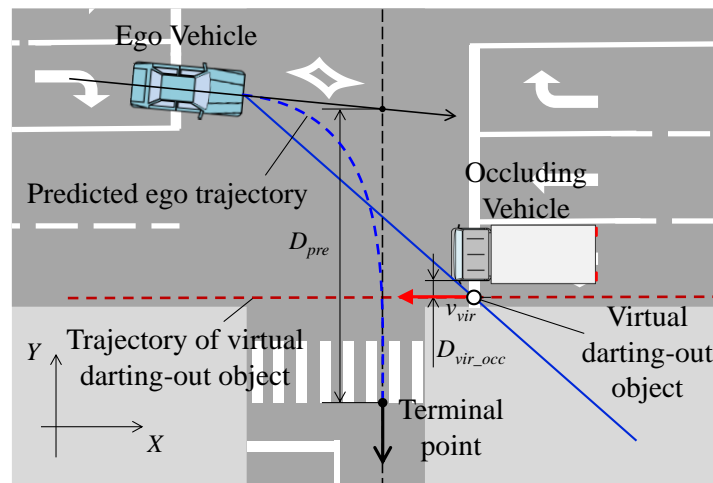 Ego Vehicle
Predicted ego trajectory
Occluding
Vehicle
D_pre
v_vir
Trajectory of virtual
darting-out object
D_vir_occ
Virtual
darting-out
object
Y
X
Terminal
point